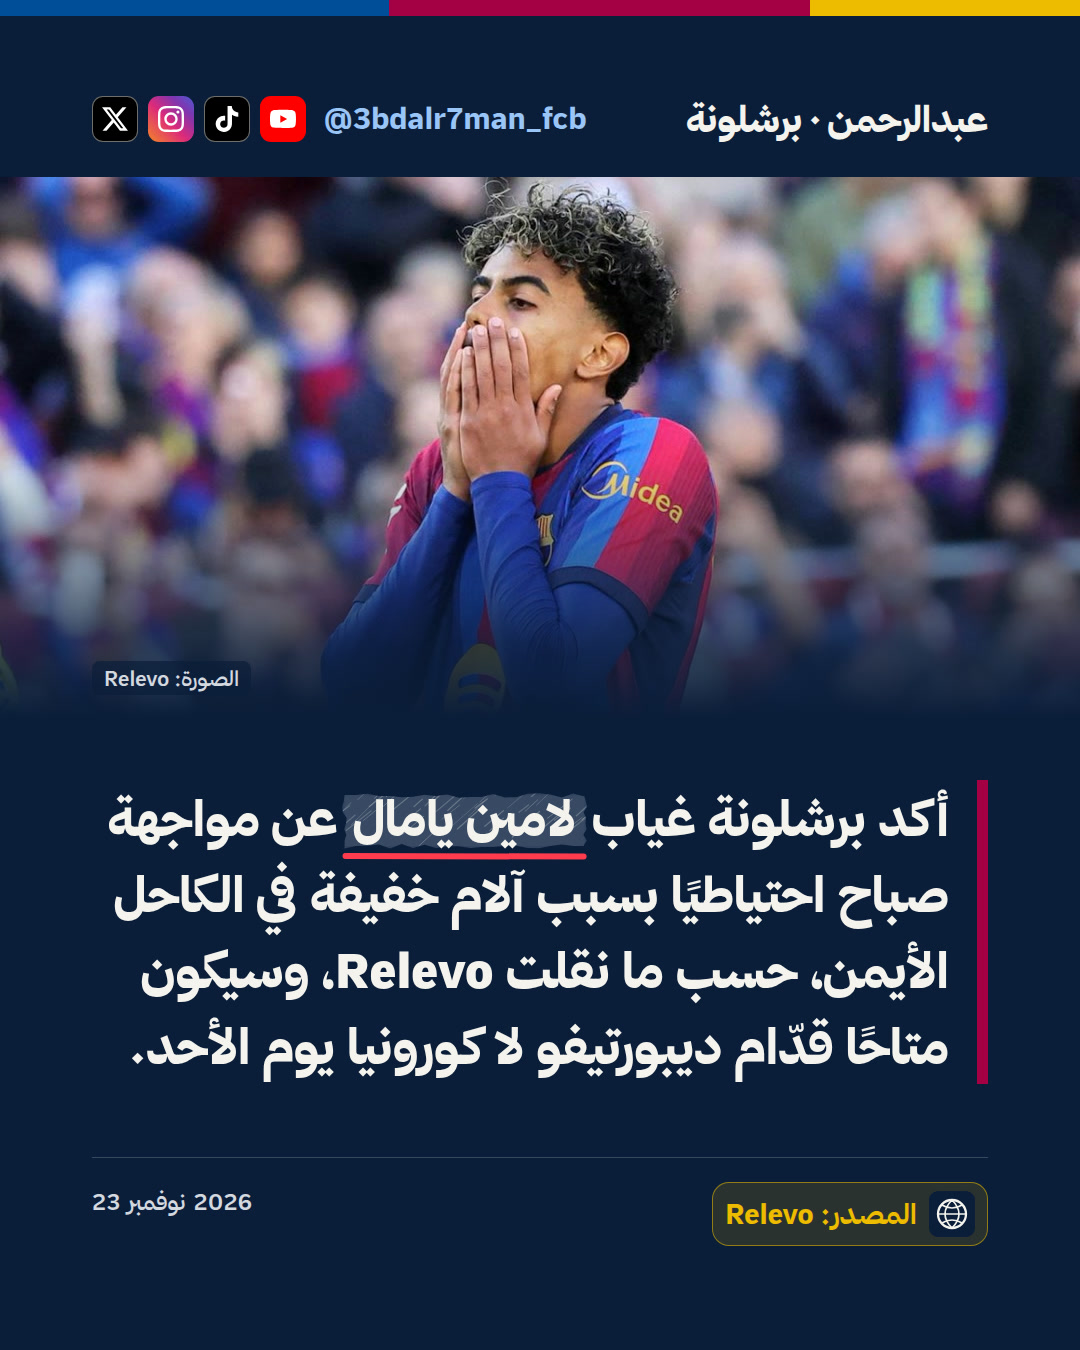 عبدالرحمن · برشلونة
@3bdalr7man_fcb
Midea
الصورة: Relevo
أكد برشلونة غياب لامين يامال عن مواجهة
صباح احتياطيًا بسبب آلام خفيفة في الكاحل
الأيمن، حسب ما نقلت Relevo، وسيكون
متاحًا قدّام ديبورتيفو لا كورونيا يوم الأحد.
المصدر: Relevo
23 نوفمبر 2026